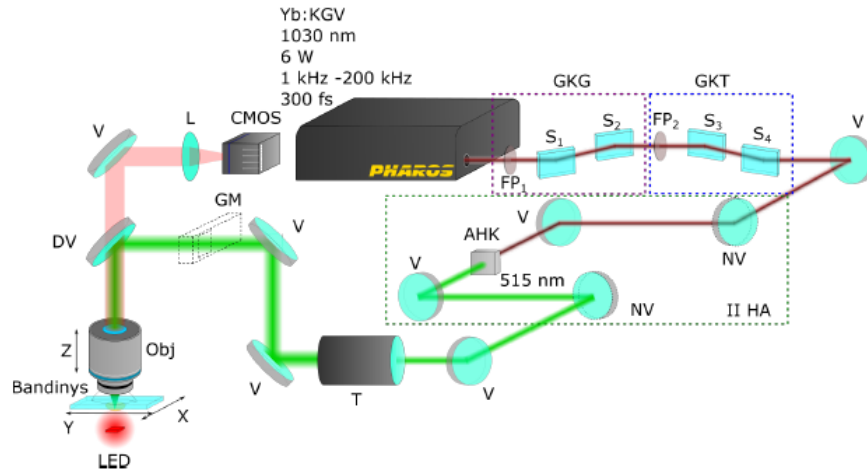 Yb:KGV
1030 nm
6 W
1 kHz -200 kHz
300 fs
GKG
GKT
V
L
CMOS
S1
S2
FP2
S3
S4
V
PHAROS
FP1
GM
V
V
DV
AHK
NV
V
515 nm
NV
II HA
Z
Obj
Bandinys
V
T
V
Y
X
LED